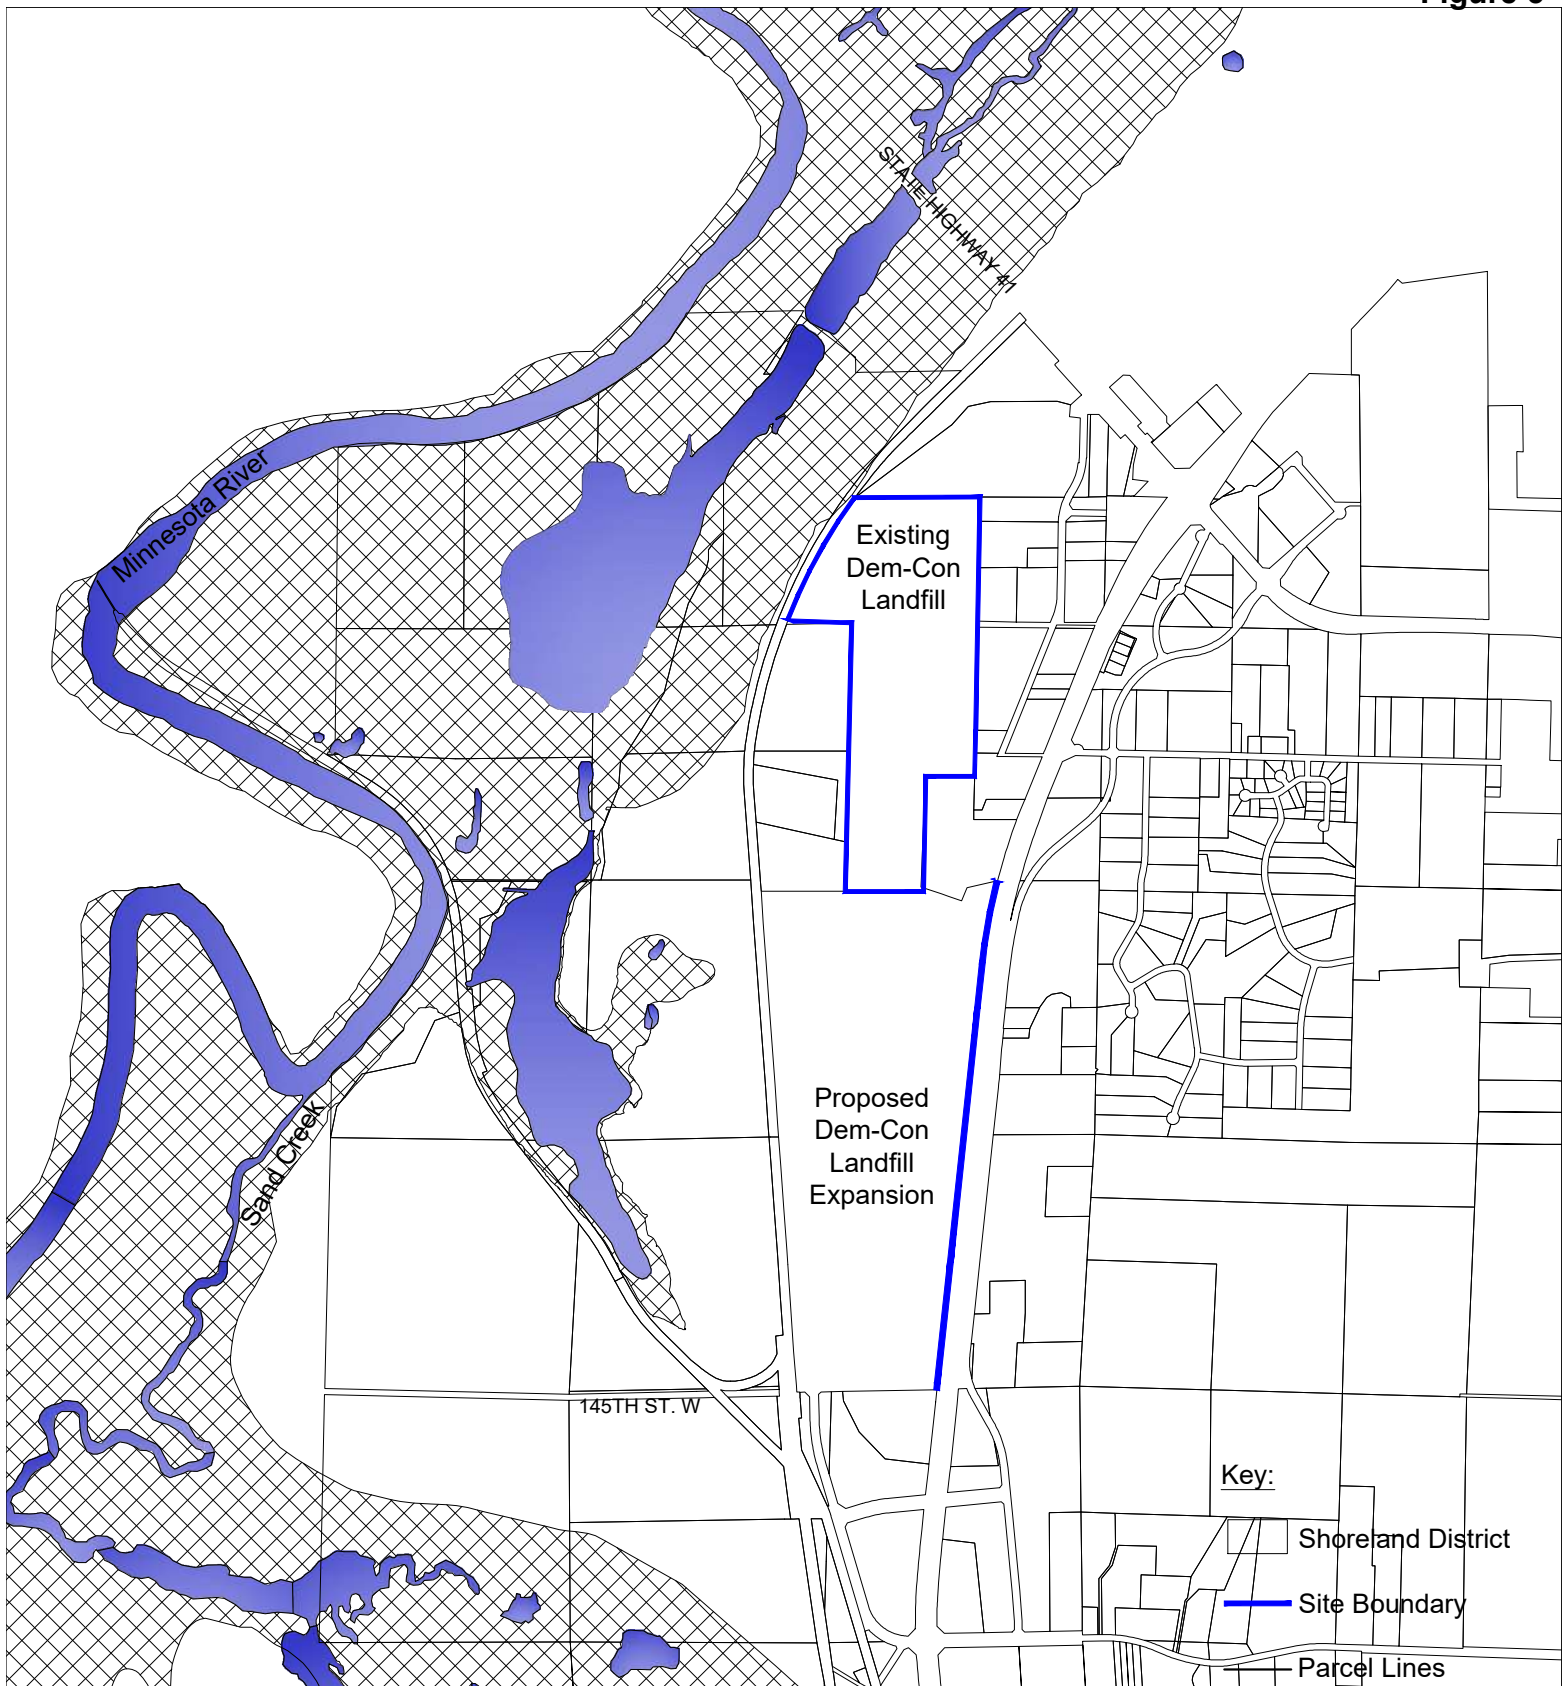 STATE HIGHWAY 41
Minnesota River
Existing
Dem-Con
Landfill
Proposed
Dem-Con
Landfill
Expansion
Sand Creek
145TH ST. W
Key:
Shoreland District
Site Boundary
Parcel Lines